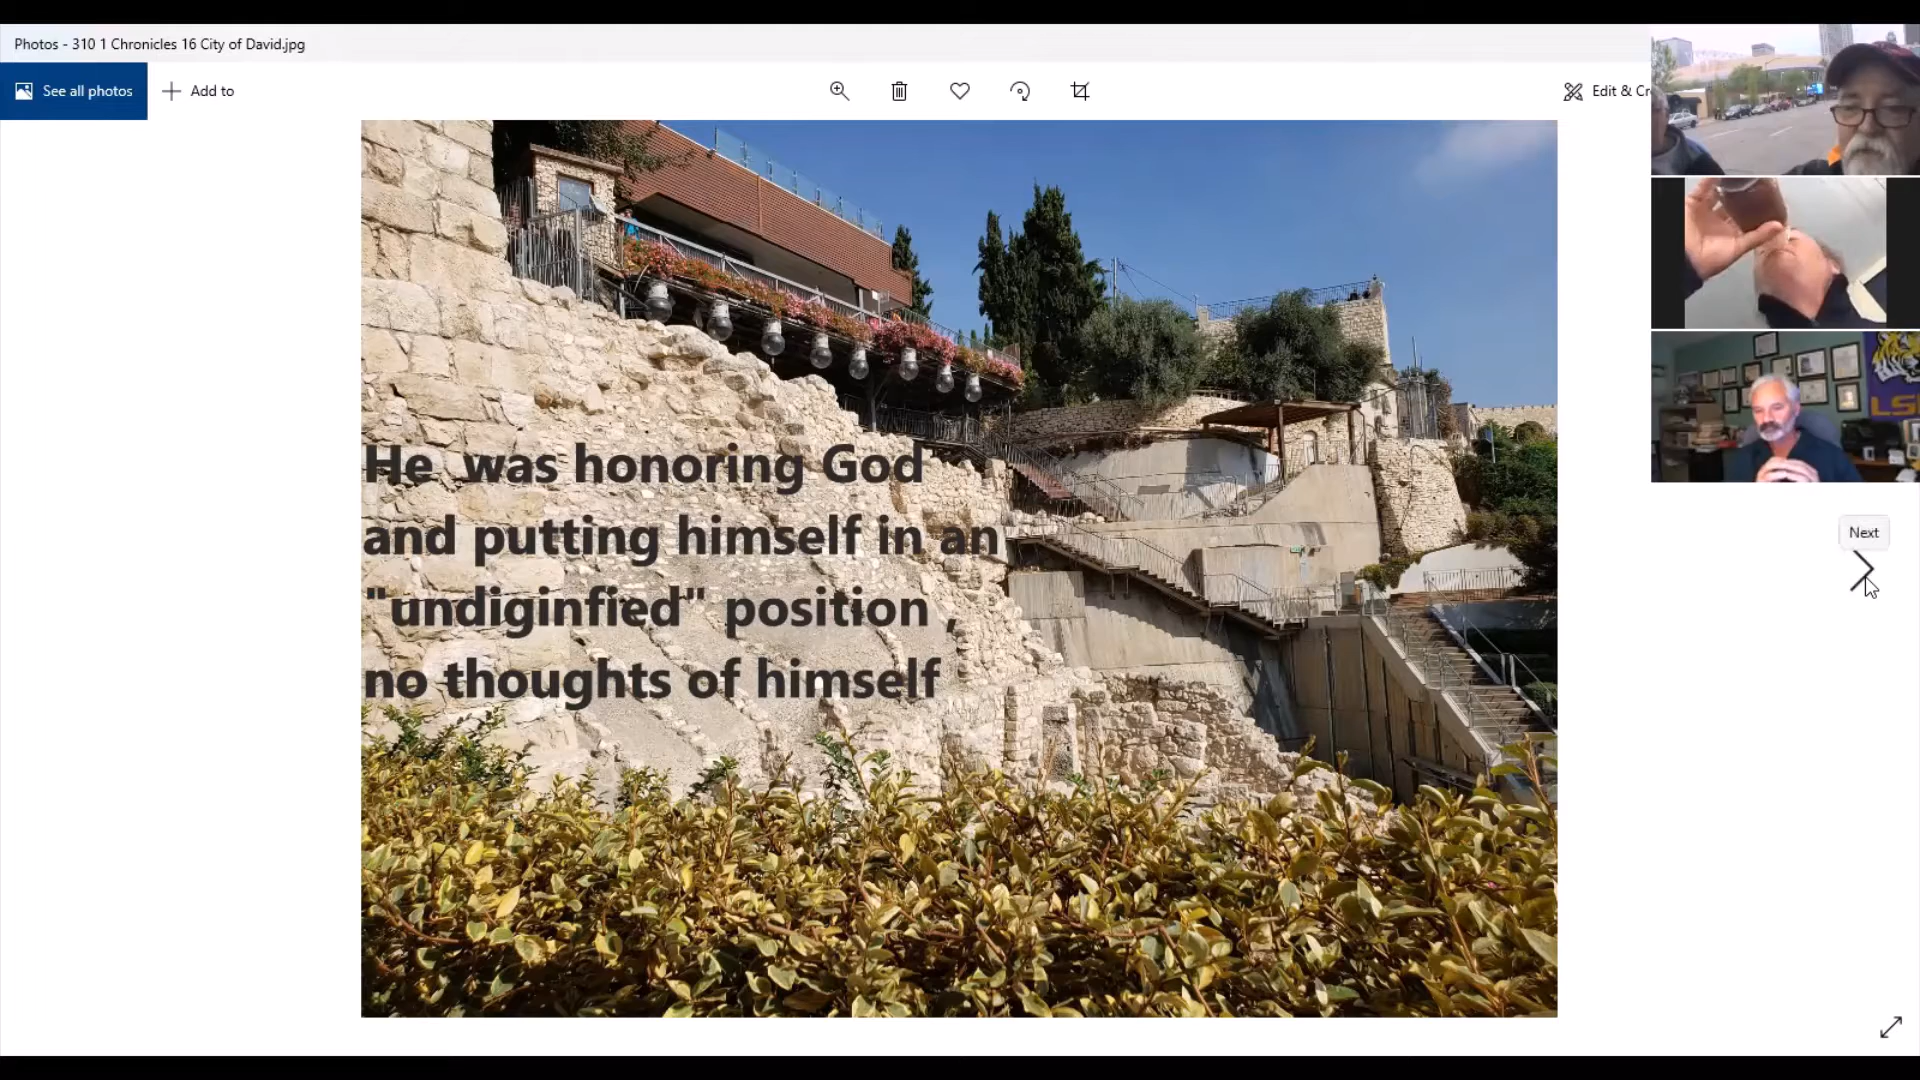 Photos - 310 1 Chronicles 16 City of David.jpg
See all photos
Add to
Edit & Cr
He  was honoring God
and putting himself in an
"undiginfied" position ,
no thoughts of himself
LS
Next